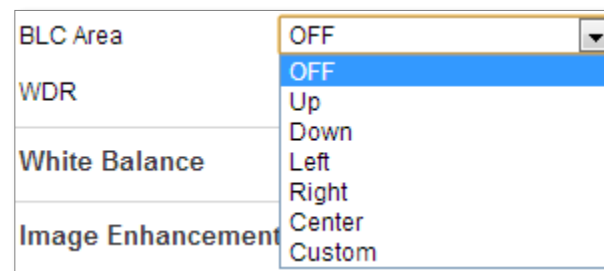 BLC Area OFF
OFF
WDR
Up
Down
White Balance
Left
Right
Center
Image Enhancement
Custom